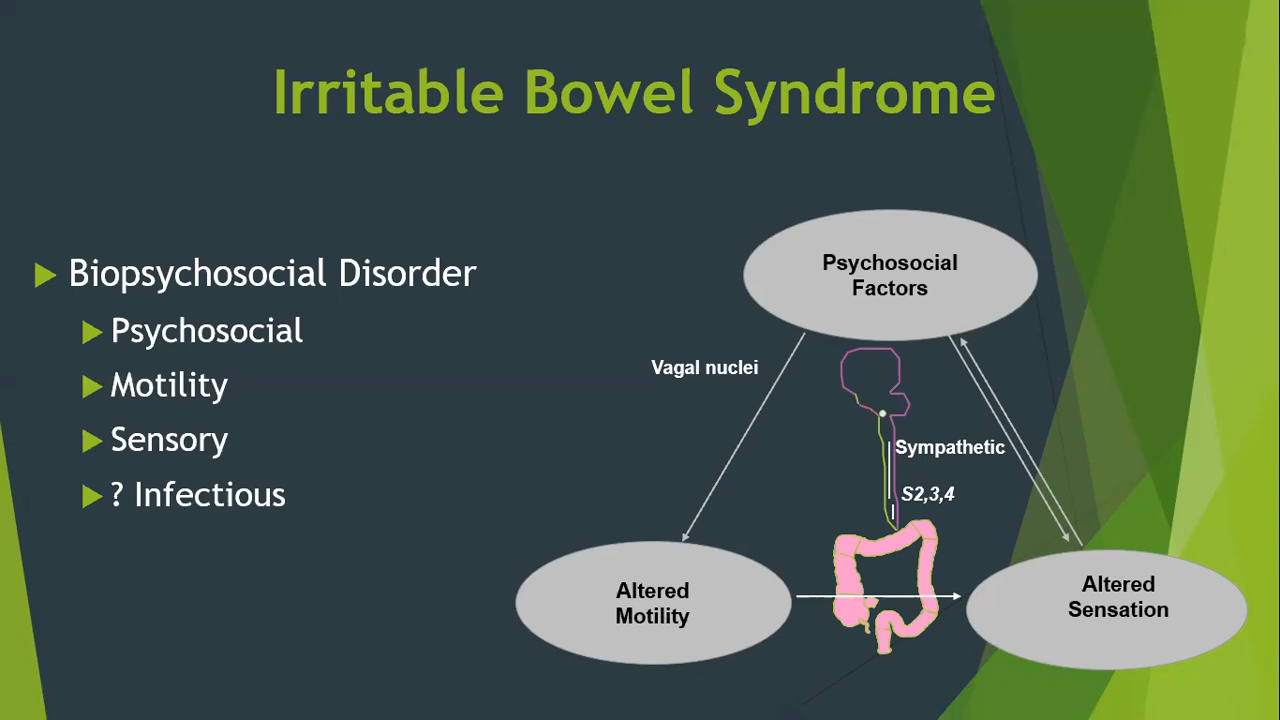 Irritable Bowel Syndrome
Biopsychosocial Disorder
Psychosocial
Motility
Sensory
? Infectious
Psychosocial
Factors
Vagal nuclei
Sympathetic
S2,3,4
Altered
Motility
Altered
Sensation